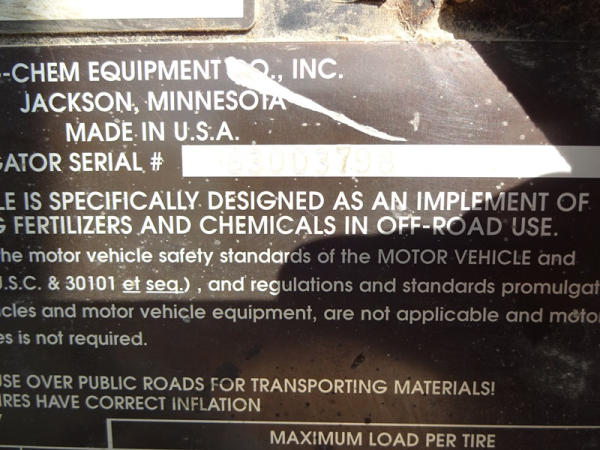 -CHEM EQUIPMENT CO., INC.
JACKSON, MINNESOTA
MADE IN U.S.A.
GATOR SERIAL #
LE IS SPECIFICALLY DESIGNED AS AN IMPLEMENT OF
G FERTILIZERS AND CHEMICALS IN OFF-ROAD USE.
the motor vehicle safety standards of the MOTOR VEHICLE and
U.S.C. & 30101 et seq.) , and regulations and standards promulgat
icles and motor vehicle equipment, are not applicable and motor
es is not required.
USE OVER PUBLIC ROADS FOR TRANSPORTING MATERIALS!
IRES HAVE CORRECT INFLATION
MAXIMUM LOAD PER TIRE